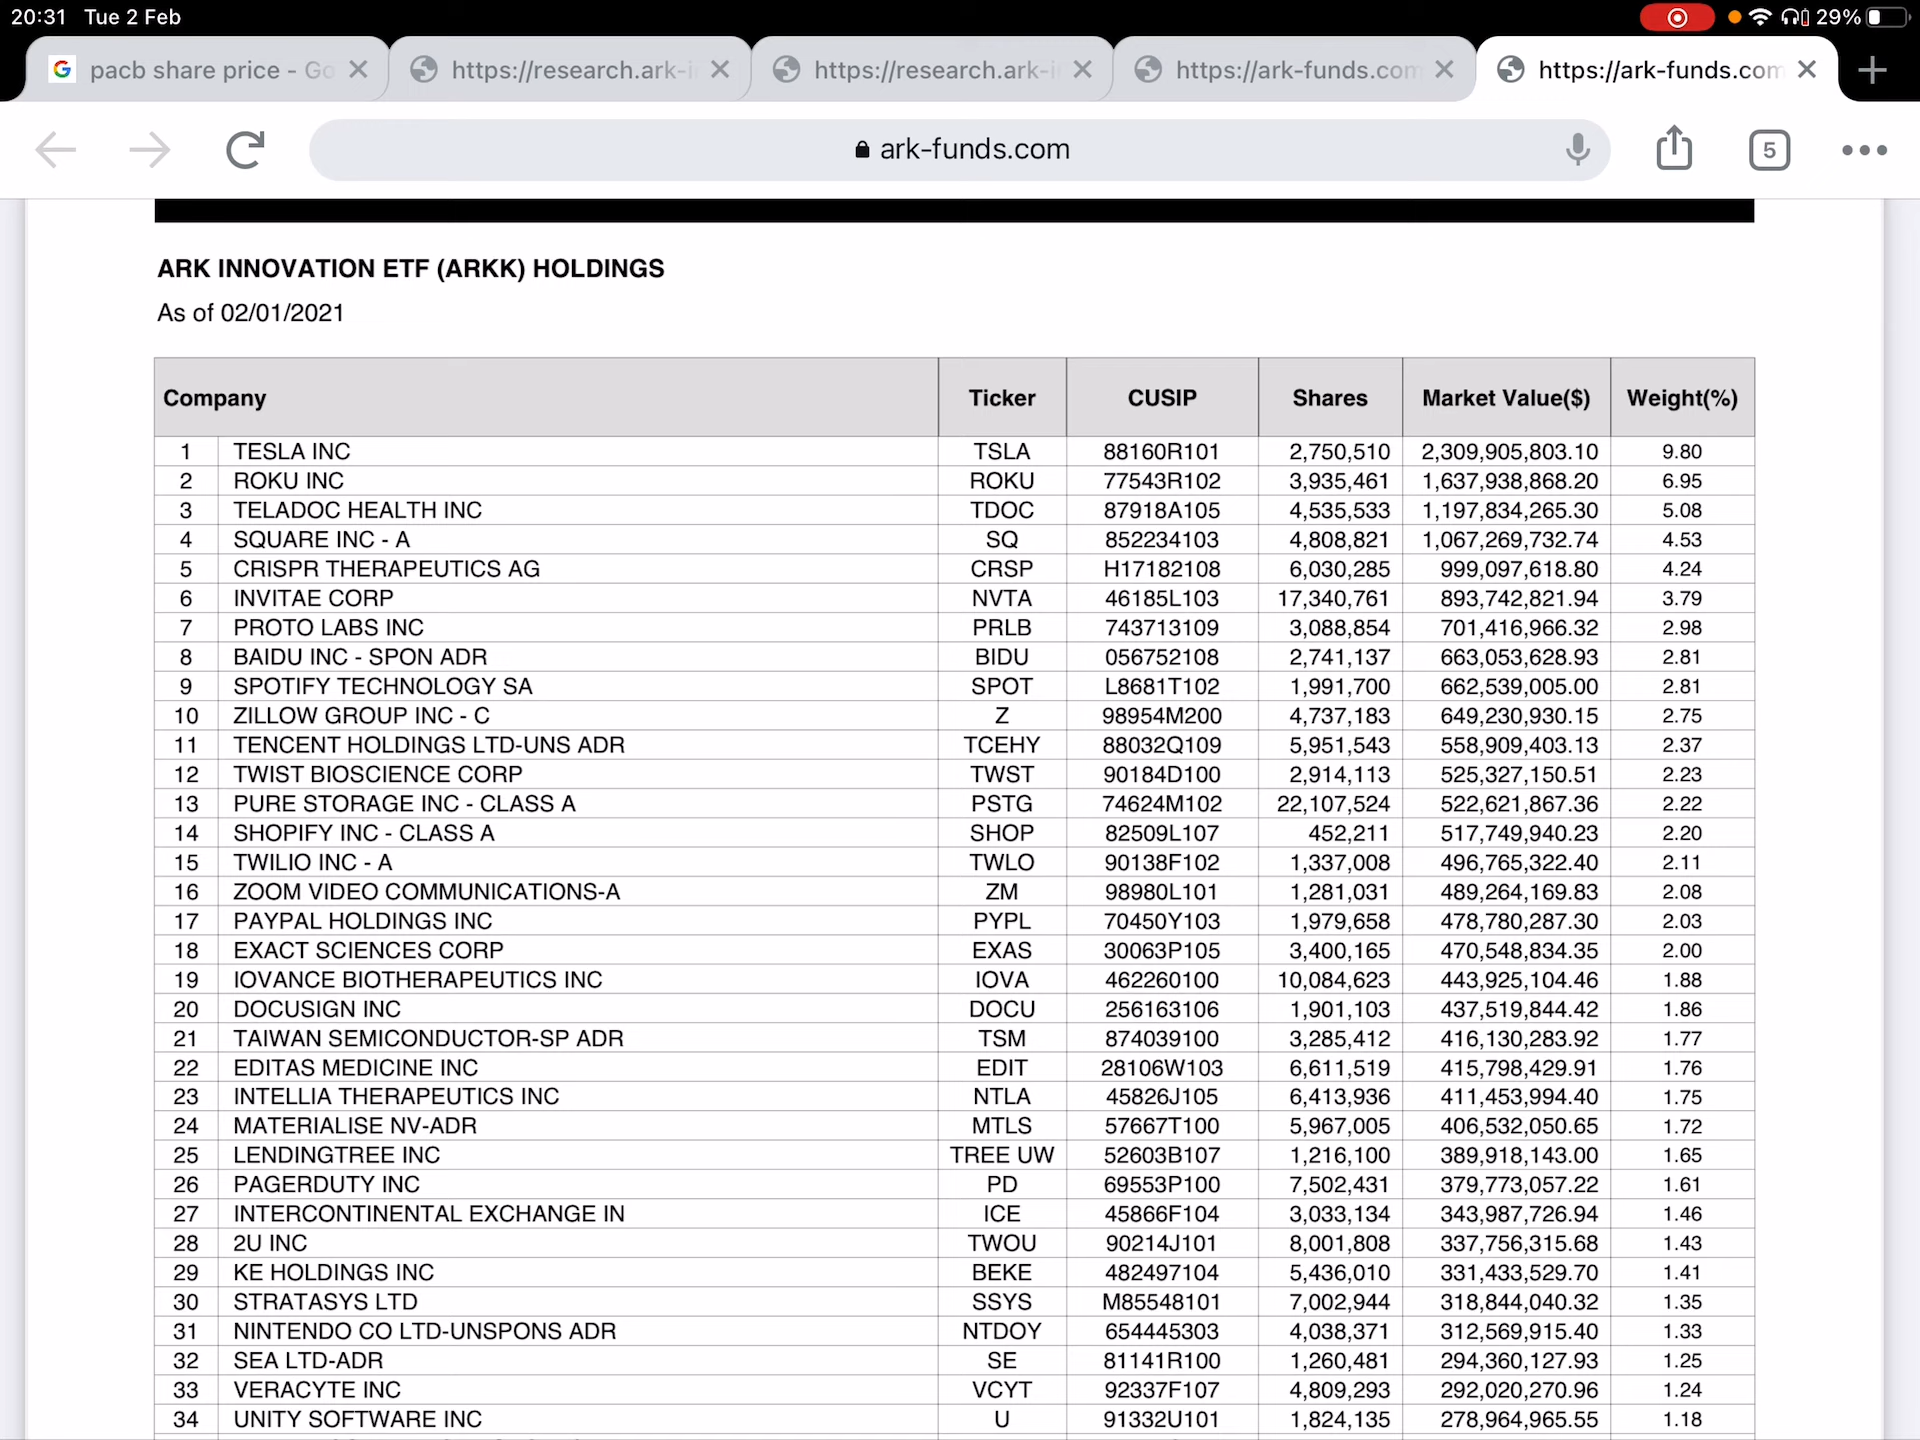 20:31 Tue 2 Feb 29%
pacb share price - Go https://research.ark-i https://research.ark-i https://ark-funds.com https://ark-funds.com
ark-funds.com 5
ARK INNOVATION ETF (ARKK) HOLDINGS
As of 02/01/2021
Company Ticker CUSIP Shares Market Value($) Weight(%)
1 TESLA INC TSLA 88160R101 2,750,510 2,309,905,803.10 9.80
2 ROKU INC ROKU 77543R102 3,935,461 1,637,938,868.20 6.95
3 TELADOC HEALTH INC TDOC 87918A105 4,535,533 1,197,834,265.30 5.08
4 SQUARE INC - A SQ 852234103 4,808,821 1,067,269,732.74 4.53
5 CRISPR THERAPEUTICS AG CRSP H17182108 6,030,285 999,097,618.80 4.24
6 INVITAE CORP NVTA 46185L103 17,340,761 893,742,821.94 3.79
7 PROTO LABS INC PRLB 743713109 3,088,854 701,416,966.32 2.98
8 BAIDU INC - SPON ADR BIDU 056752108 2,741,137 663,053,628.93 2.81
9 SPOTIFY TECHNOLOGY SA SPOT L8681T102 1,991,700 662,539,005.00 2.81
10 ZILLOW GROUP INC - C Z 98954M200 4,737,183 649,230,930.15 2.75
11 TENCENT HOLDINGS LTD-UNS ADR TCEHY 88032Q109 5,951,543 558,909,403.13 2.37
12 TWIST BIOSCIENCE CORP TWST 90184D100 2,914,113 525,327,150.51 2.23
13 PURE STORAGE INC - CLASS A PSTG 74624M102 22,107,524 522,621,867.36 2.22
14 SHOPIFY INC - CLASS A SHOP 82509L107 452,211 517,749,940.23 2.20
15 TWILIO INC - A TWLO 90138F102 1,337,008 496,765,322.40 2.11
16 ZOOM VIDEO COMMUNICATIONS-A ZM 98980L101 1,281,031 489,264,169.83 2.08
17 PAYPAL HOLDINGS INC PYPL 70450Y103 1,979,658 478,780,287.30 2.03
18 EXACT SCIENCES CORP EXAS 30063P105 3,400,165 470,548,834.35 2.00
19 IOVANCE BIOTHERAPEUTICS INC IOVA 462260100 10,084,623 443,925,104.46 1.88
20 DOCUSIGN INC DOCU 256163106 1,901,103 437,519,844.42 1.86
21 TAIWAN SEMICONDUCTOR-SP ADR TSM 874039100 3,285,412 416,130,283.92 1.77
22 EDITAS MEDICINE INC EDIT 28106W103 6,611,519 415,798,429.91 1.76
23 INTELLIA THERAPEUTICS INC NTLA 45826J105 6,413,936 411,453,994.40 1.75
24 MATERIALISE NV-ADR MTLS 57667T100 5,967,005 406,532,050.65 1.72
25 LENDINGTREE INC TREE UW 52603B107 1,216,100 389,918,143.00 1.65
26 PAGERDUTY INC PD 69553P100 7,502,431 379,773,057.22 1.61
27 INTERCONTINENTAL EXCHANGE IN ICE 45866F104 3,033,134 343,987,726.94 1.46
28 2U INC TWOU 90214J101 8,001,808 337,756,315.68 1.43
29 KE HOLDINGS INC BEKE 482497104 5,436,010 331,433,529.70 1.41
30 STRATASYS LTD SSYS M85548101 7,002,944 318,844,040.32 1.35
31 NINTENDO CO LTD-UNSPONS ADR NTDOY 654445303 4,038,371 312,569,915.40 1.33
32 SEA LTD-ADR SE 81141R100 1,260,481 294,360,127.93 1.25
33 VERACYTE INC VCYT 92337F107 4,809,293 292,020,270.96 1.24
34 UNITY SOFTWARE INC U 91332U101 1,824,135 278,964,965.55 1.18